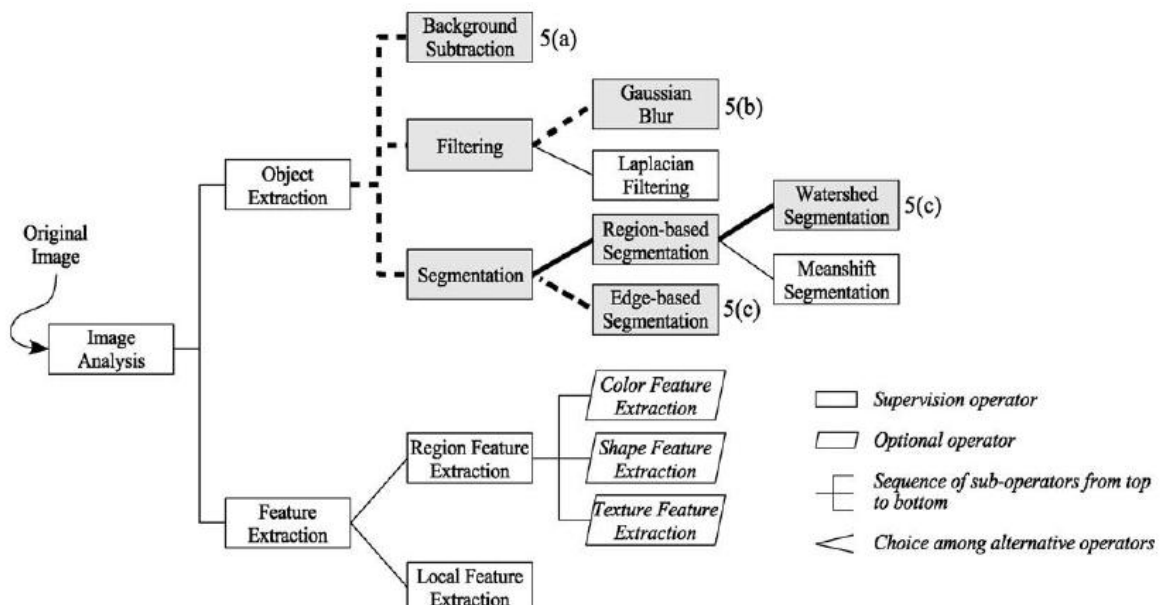 Background
Subtraction
5(a)
Gaussian
Blur
5(b)
Filtering
Laplacian
Filtering
Object
Extraction
Watershed
Segmentation
5(c)
Region-based
Segmentation
Original
Image
Segmentation
Meanshift
Segmentation
Edge-based
Segmentation
5(c)
Image
Analysis
Color Feature
Extraction
Supervision operator
Region Feature
Extraction
Shape Feature
Extraction
Optional operator
Sequence of sub-operators from top
to bottom
Feature
Extraction
Texture Feature
Extraction
Choice among alternative operators
Local Feature
Extraction